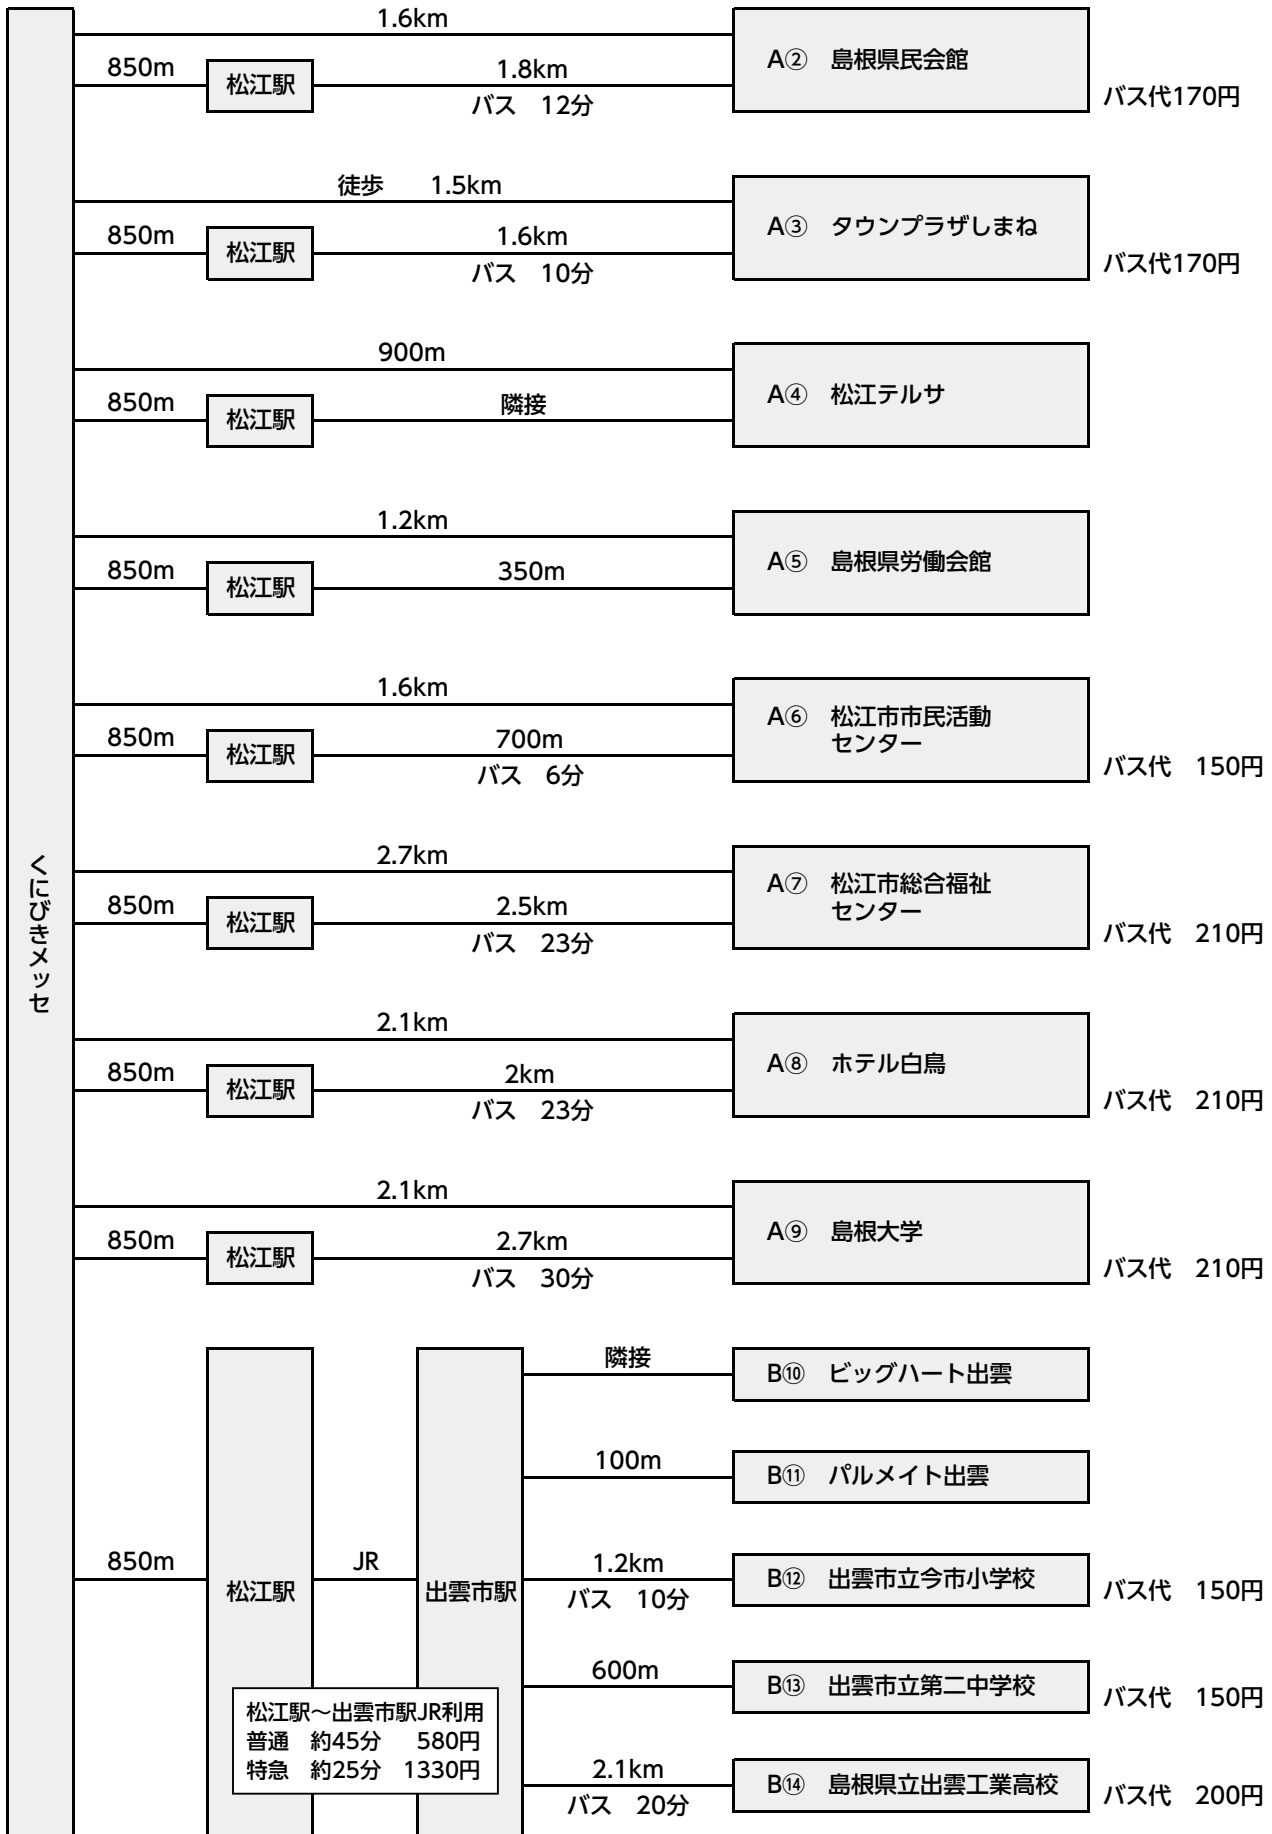 1.6km
850m
松江駅
1.8km
バス 12分
A② 島根県民会館
バス代170円
徒歩 1.5km
850m
松江駅
1.6km
バス 10分
A③ タウンプラザしまね
バス代170円
900m
850m
松江駅
隣接
A④ 松江テルサ
1.2km
850m
松江駅
350m
A⑤ 島根県労働会館
1.6km
850m
松江駅
700m
バス 6分
A⑥ 松江市市民活動
センター
バス代 150円
くにびきメッセ
2.7km
850m
松江駅
2.5km
バス 23分
A⑦ 松江市総合福祉
センター
バス代 210円
2.1km
850m
松江駅
2km
バス 23分
A⑧ ホテル白鳥
バス代 210円
2.1km
850m
松江駅
2.7km
バス 30分
A⑨ 島根大学
バス代 210円
隣接
B⑩ ビッグハート出雲
100m
B⑪ パルメイト出雲
850m
松江駅
JR
出雲市駅
1.2km
バス 10分
B⑫ 出雲市立今市小学校
バス代 150円
600m
B⑬ 出雲市立第二中学校
バス代 150円
松江駅～出雲市駅JR利用
普通 約45分 580円
特急 約25分 1330円
2.1km
バス 20分
B⑭ 島根県立出雲工業高校
バス代 200円